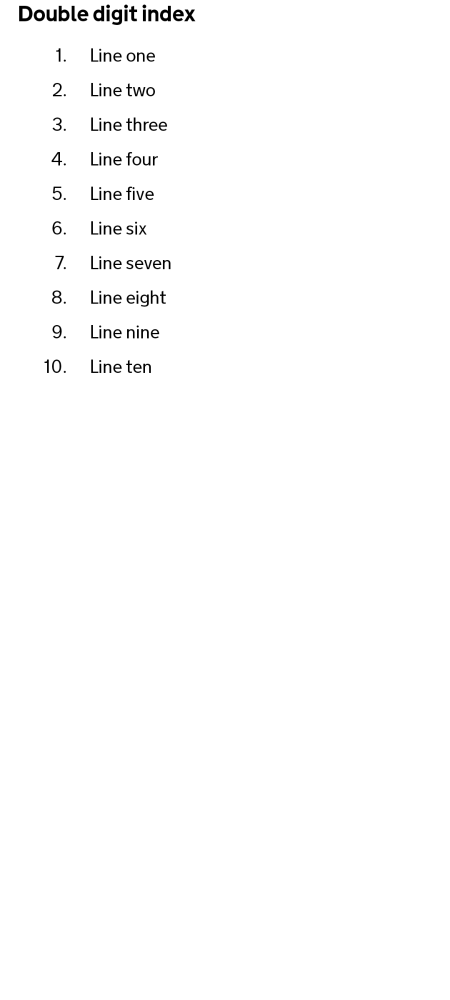 Double digit index
1. Line one
2. Line two
3. Line three
4. Line four
5. Line five
6. Line six
7. Line seven
8. Line eight
9. Line nine
10. Line ten